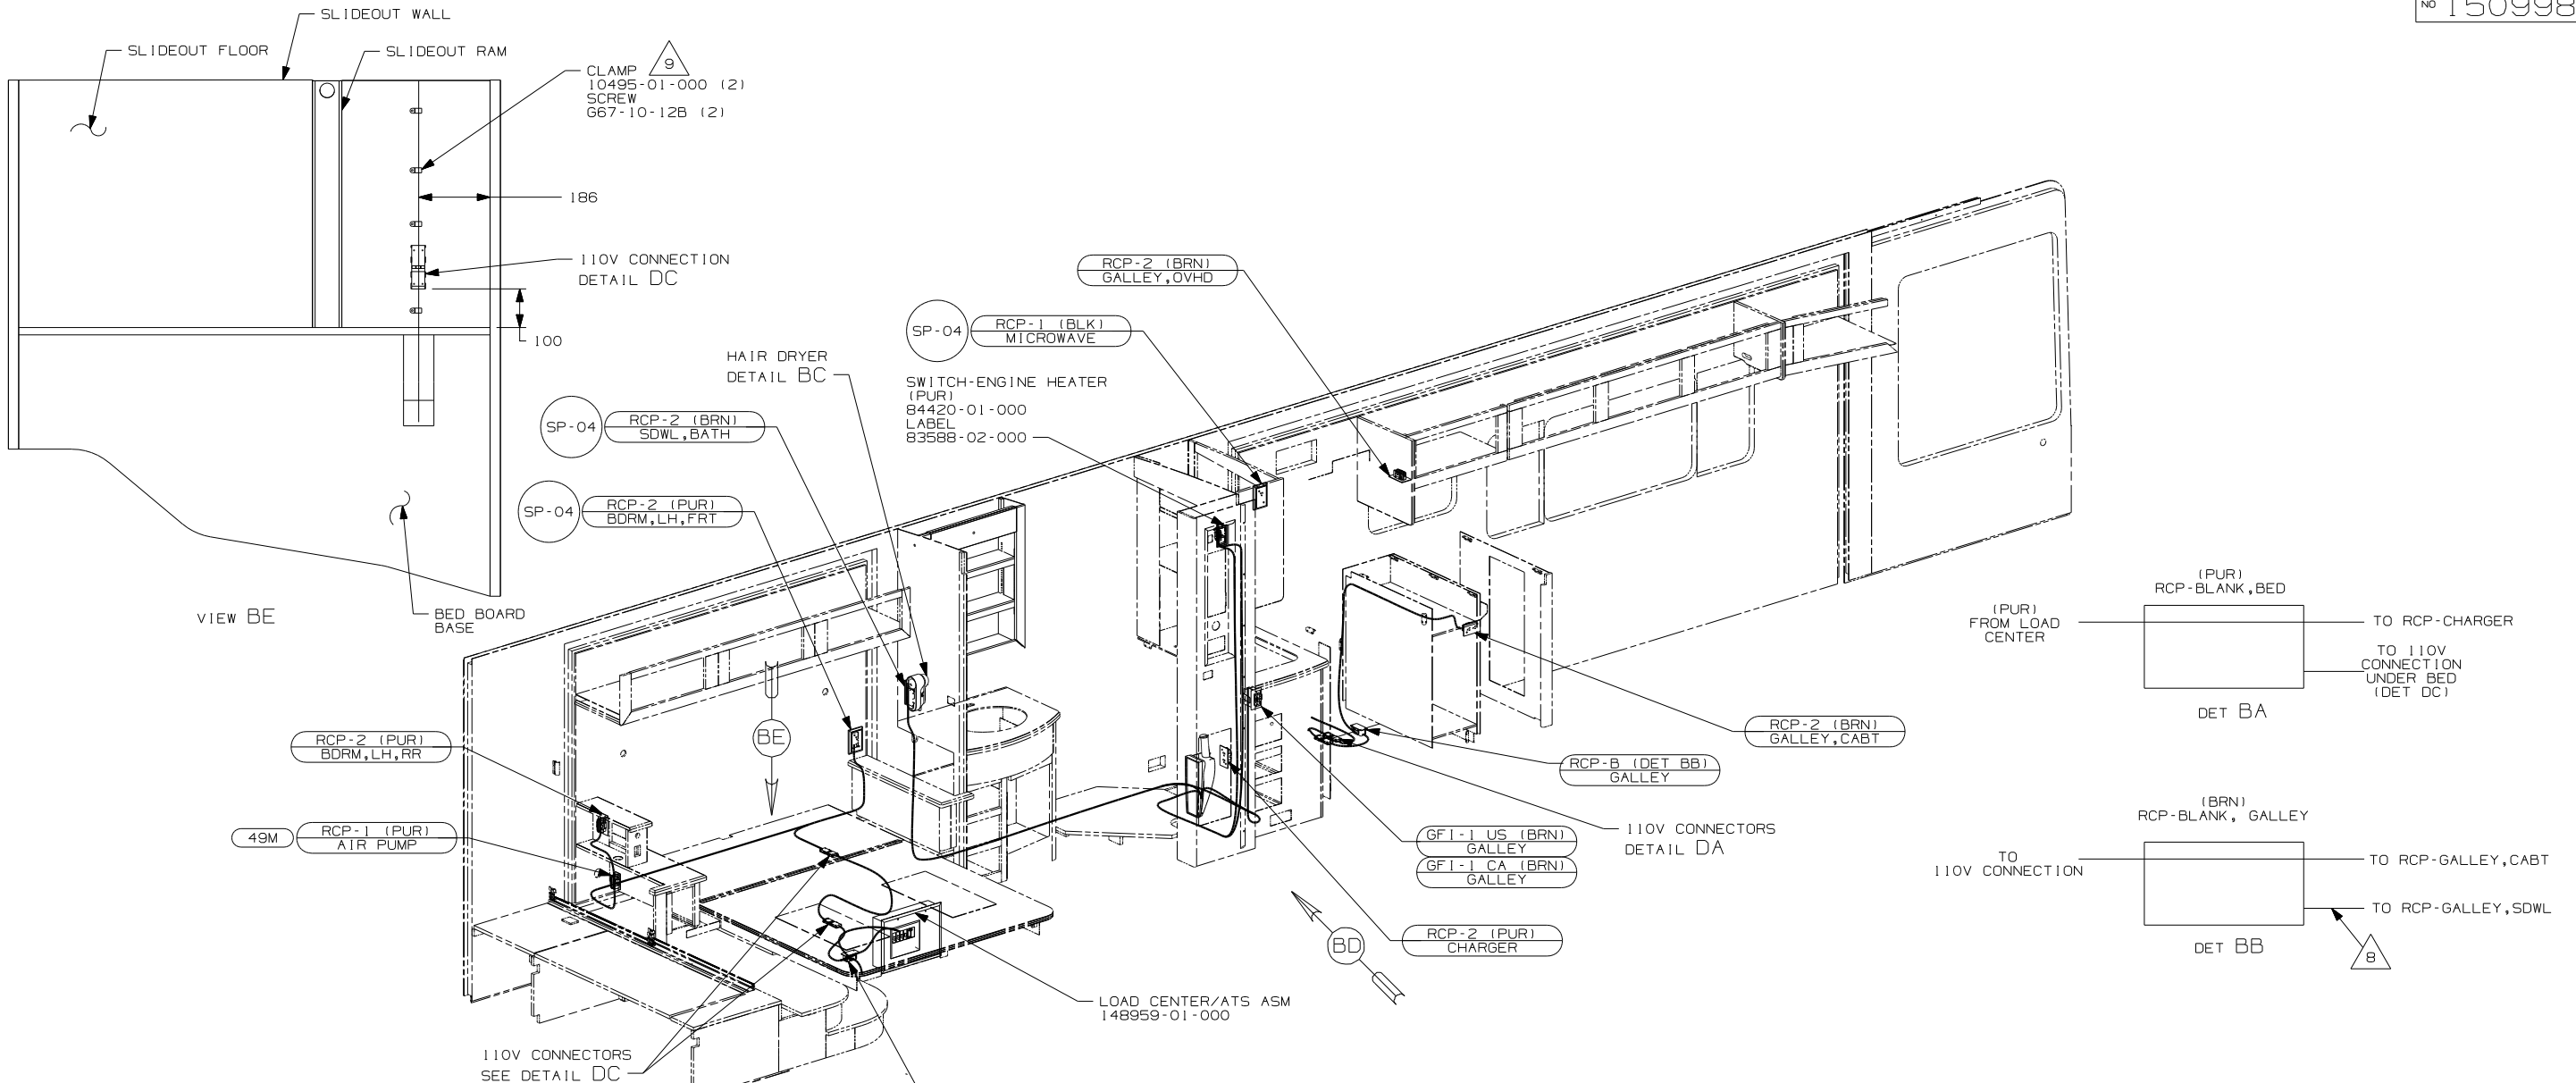 NO 150998
SLIDEOUT WALL
SLIDEOUT FLOOR
SLIDEOUT RAM
CLAMP 9
10495-01-000 (2)
SCREW
G67-10-12B (2)
186
110V CONNECTION
DETAIL DC
100
VIEW BE
BED BOARD
BASE
RCP-2 (BRN)
GALLEY,OVHD
SP-04
RCP-1 (BLK)
MICROWAVE
HAIR DRYER
DETAIL BC
SWITCH-ENGINE HEATER
(PUR)
84420-01-000
LABEL
83588-02-000
SP-04
RCP-2 (BRN)
SDWL,BATH
SP-04
RCP-2 (PUR)
BDRM,LH,FRT
BE
RCP-2 (PUR)
BDRM,LH,RR
49M
RCP-1 (PUR)
AIR PUMP
110V CONNECTORS
SEE DETAIL DC
LOAD CENTER/ATS ASM
148959-01-000
BD
RCP-2 (PUR)
CHARGER
GFI-1 US (BRN)
GALLEY
GFI-1 CA (BRN)
GALLEY
110V CONNECTORS
DETAIL DA
RCP-B (DET BB)
GALLEY
RCP-2 (BRN)
GALLEY,CABT
(PUR)
RCP-BLANK,BED
(PUR)
FROM LOAD
CENTER
TO RCP-CHARGER
TO 110V
CONNECTION
UNDER BED
(DET DC)
DET BA
(BRN)
RCP-BLANK, GALLEY
TO
110V CONNECTION
TO RCP-GALLEY,CABT
TO RCP-GALLEY,SDWL
DET BB
8